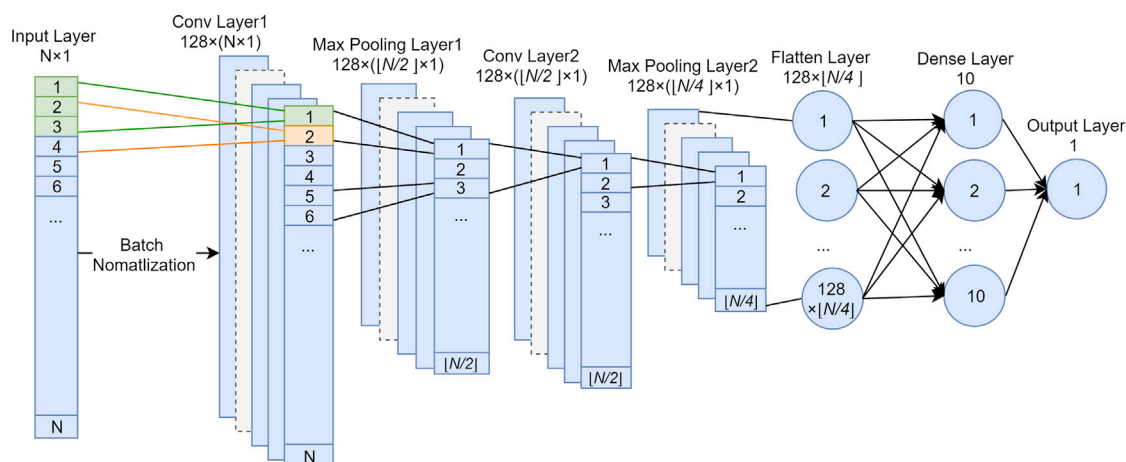 Input Layer
N×1
1
2
3
4
5
6
...
N
Batch
Nomatlization
Conv Layer1
128×(N×1)
1
2
3
4
5
6
...
N
Max Pooling Layer1
128×(⌊N/2⌋×1)
1
2
3
...
⌊N/2⌋
Conv Layer2
128×(⌊N/2⌋×1)
1
2
3
...
⌊N/2⌋
Max Pooling Layer2
128×(⌊N/4⌋×1)
1
2
...
⌊N/4⌋
Flatten Layer
128×⌊N/4⌋
1
2
...
128
×⌊N/4⌋
Dense Layer
10
1
2
...
10
Output Layer
1
1